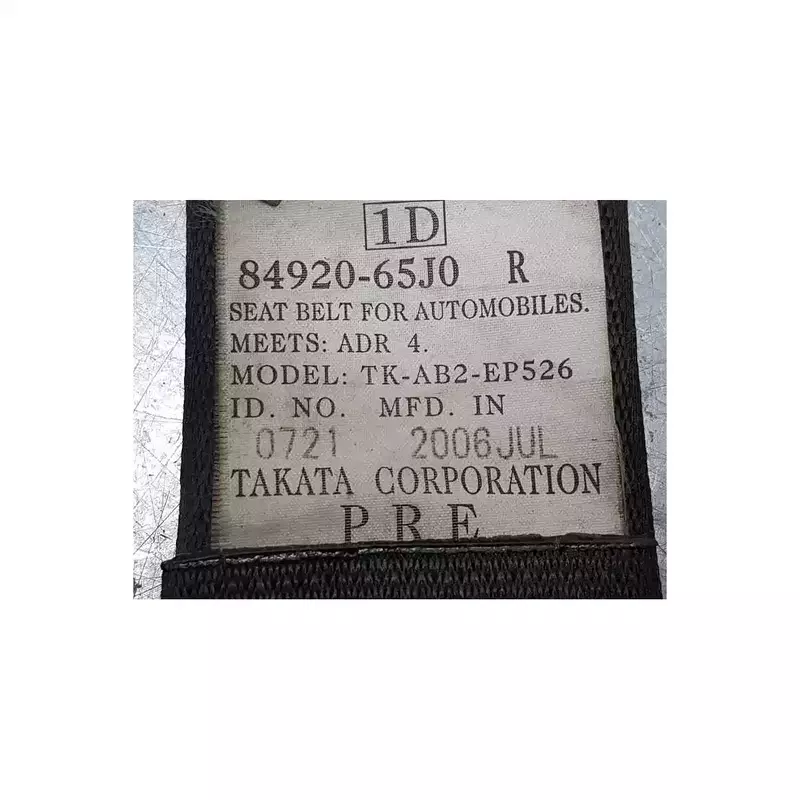 1D
84920-65J0 R
SEAT BELT FOR AUTOMOBILES.
MEETS: ADR 4.
MODEL: TK-AB2-EP526
ID. NO. MFD. IN
0721 2006JUL
TAKATA CORPORATION
PRE